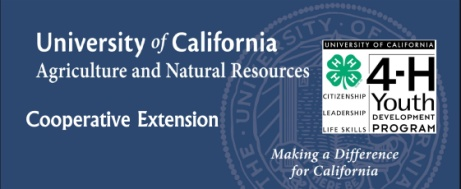 University of California
Agriculture and Natural Resources
Cooperative Extension
UNIVERSITY OF CALIFORNIA
4-H
CITIZENSHIP
LEADERSHIP
LIFE SKILLS
Youth
DEVELOPMENT
PROGRAM
Making a Difference
for California